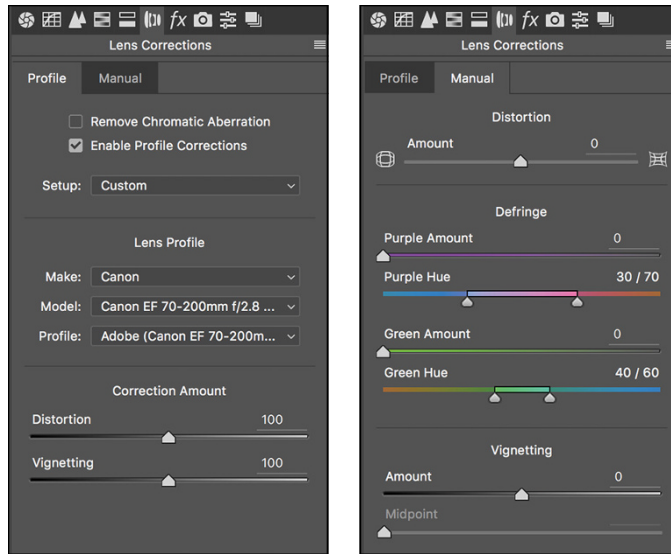 fx
Lens Corrections
Profile Manual
Remove Chromatic Aberration
Enable Profile Corrections
Setup: Custom
Lens Profile
Make: Canon
Model: Canon EF 70-200mm f/2.8 ...
Profile: Adobe (Canon EF 70-200m...
Correction Amount
Distortion 100
Vignetting 100
fx
Lens Corrections
Profile Manual
Distortion
Amount 0
Defringe
Purple Amount 0
Purple Hue 30 / 70
Green Amount 0
Green Hue 40 / 60
Vignetting
Amount 0
Midpoint